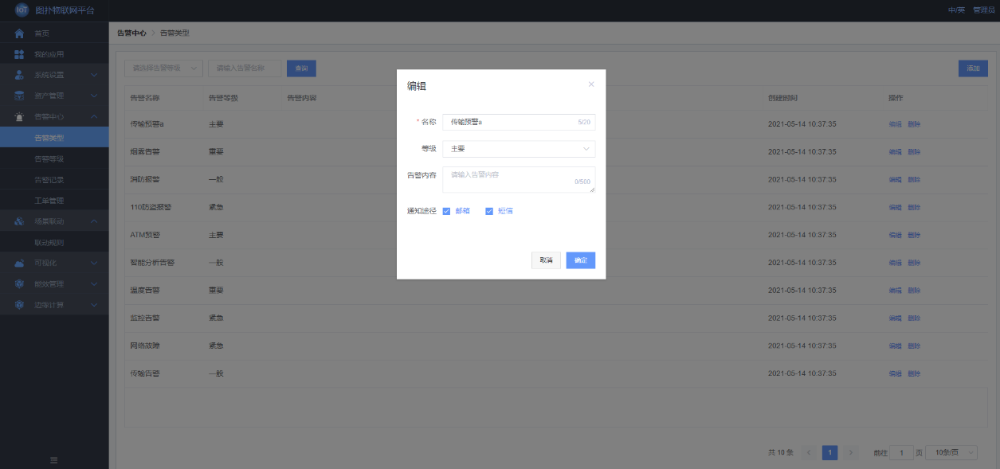 IOT 图扑物联网平台 中/英 管理员
首页
我的应用
系统设置
资产管理
告警中心
告警类型
告警等级
告警记录
工单管理
场景联动
联动规则
可视化
能效管理
边缘计算
告警中心 > 告警类型
请选择告警等级 请输入告警名称 查询 添加
告警名称 告警等级 告警内容 创建时间 操作
传输预警a 主要 2021-05-14 10:37:35 编辑 删除
烟雾告警 重要 2021-05-14 10:37:35 编辑 删除
消防报警 一般 2021-05-14 10:37:35 编辑 删除
110防盗报警 紧急 2021-05-14 10:37:35 编辑 删除
ATM预警 主要 2021-05-14 10:37:35 编辑 删除
智能分析告警 一般 2021-05-14 10:37:35 编辑 删除
温度告警 重要 2021-05-14 10:37:35 编辑 删除
监控告警 紧急 2021-05-14 10:37:35 编辑 删除
网络故障 紧急 2021-05-14 10:37:35 编辑 删除
传输告警 一般 2021-05-14 10:37:35 编辑 删除
共 10 条 < 1 > 前往 1 页 10条/页
编辑 ×
* 名称 传输预警a 5/20
等级 主要
告警内容 请输入告警内容 0/500
通知途径 邮箱 短信
取消 确定